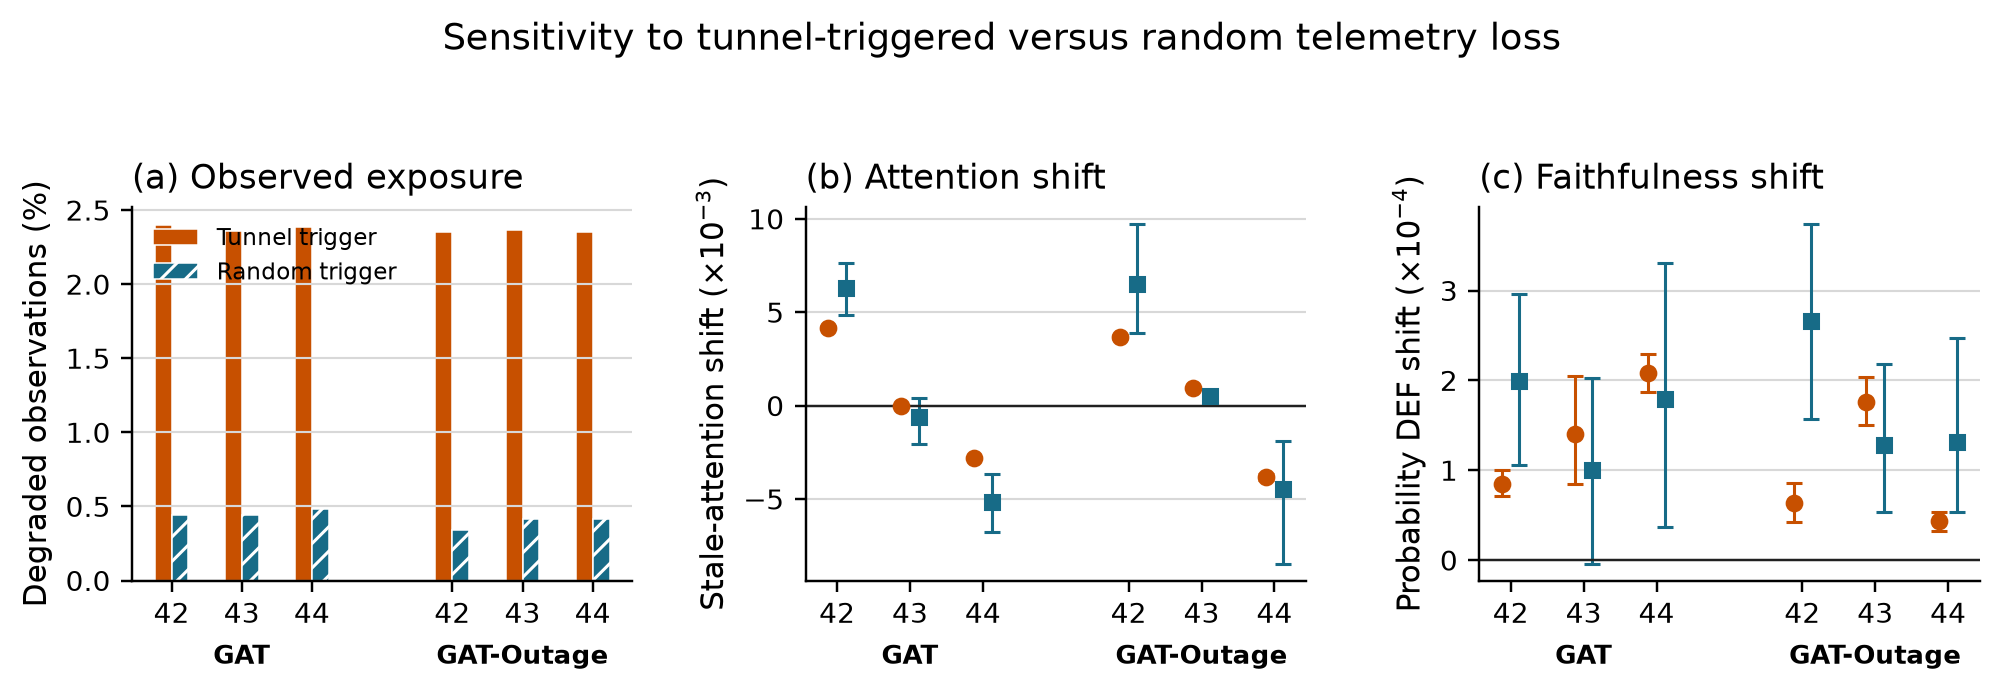 Sensitivity to tunnel-triggered versus random telemetry loss
(a) Observed exposure
Degraded observations (%)
2.5
2.0
1.5
1.0
0.5
0.0
Tunnel trigger
Random trigger
42 43 44 42 43 44
GAT GAT-Outage
(b) Attention shift
Stale-attention shift (×10⁻³)
10
5
0
−5
42 43 44 42 43 44
GAT GAT-Outage
(c) Faithfulness shift
Probability DEF shift (×10⁻⁴)
3
2
1
0
42 43 44 42 43 44
GAT GAT-Outage